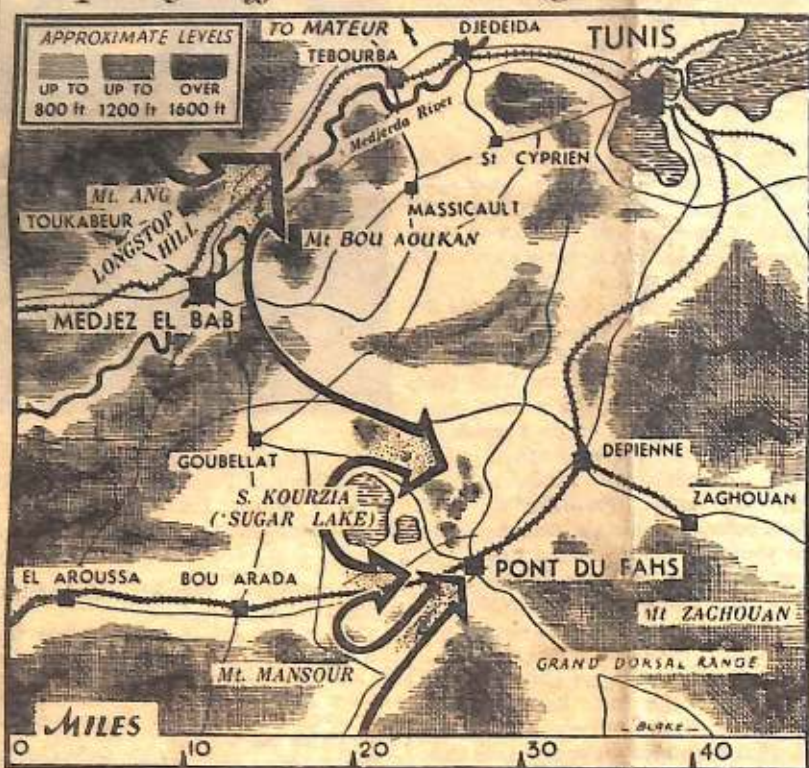 APPROXIMATE LEVELS
UP TO
800 ft
UP TO
1200 ft
OVER
1600 ft
TO MATEUR
DJEDEIDA
TUNIS
TEBOURBA
Medjerda River
St CYPRIEN
MASSICAULT
Mt. ANG
TOUKABEUR
LONGSTOP
HILL
Mt BOU AOUKAN
MEDJEZ EL BAB
GOUBELLAT
S. KOURZIA
('SUGAR LAKE)
DEPIENNE
ZAGHOUAN
EL AROUSSA
BOU ARADA
PONT DU FAHS
Mt ZAGHOUAN
Mt. MANSOUR
GRAND DORSAL RANGE
MILES
BLAKE
0 10 20 30 40